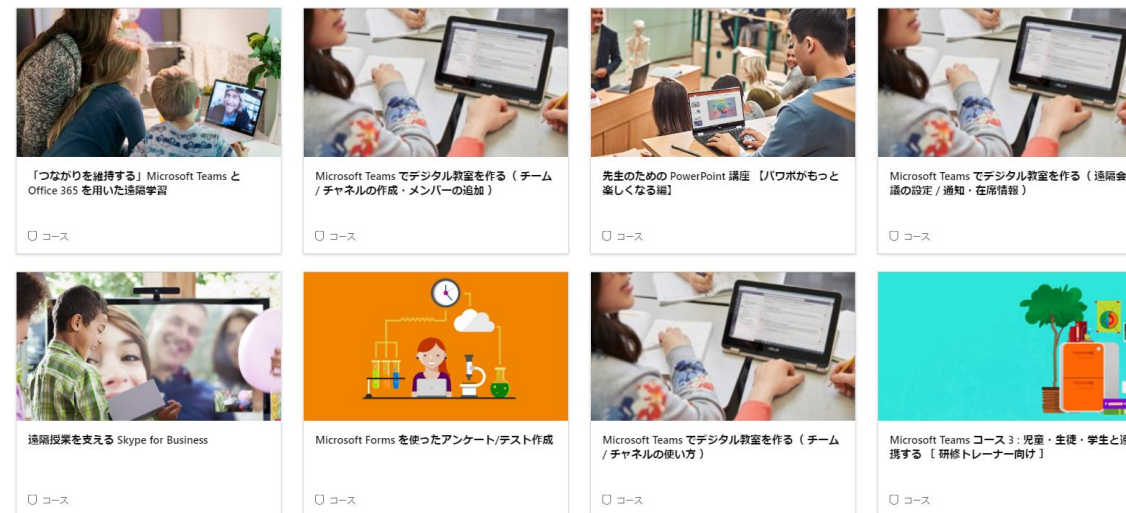 「つながりを維持する」Microsoft Teams と
Office 365 を用いた遠隔学習
コース
Microsoft Teams でデジタル教室を作る（ チーム
/ チャネルの作成・メンバーの追加 ）
コース
先生のための PowerPoint 講座 【パワポがもっと
楽しくなる編】
コース
Microsoft Teams でデジタル教室を作る（ 遠隔会
議の設定 / 通知・在席情報 ）
コース
遠隔授業を支える Skype for Business
コース
Microsoft Forms を使ったアンケート/テスト作成
コース
Microsoft Teams でデジタル教室を作る（ チーム
/ チャネルの使い方 ）
コース
Microsoft Teams コース 3 : 児童・生徒・学生と連
携する ［ 研修トレーナー向け ］
コース